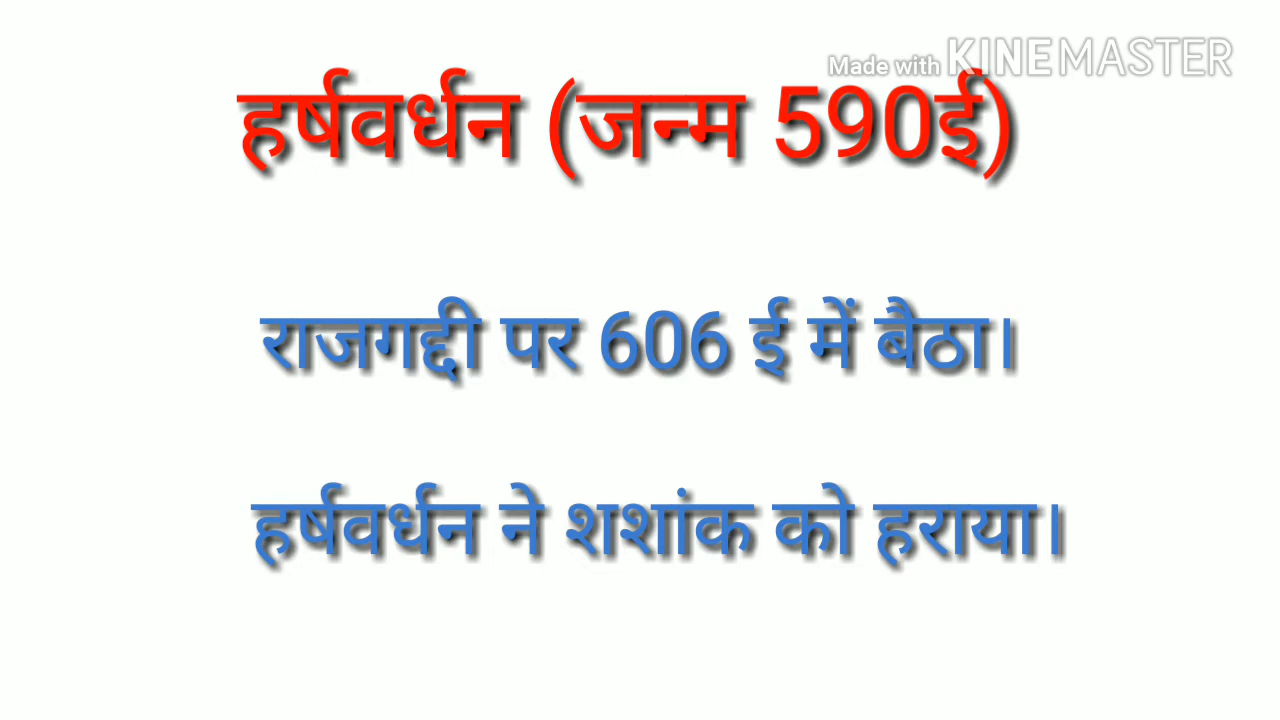 Made with KINEMASTER
हर्षवर्धन (जन्म 590ई)
राजगद्दी पर 606 ई में बैठा।
हर्षवर्धन ने शशांक को हराया।